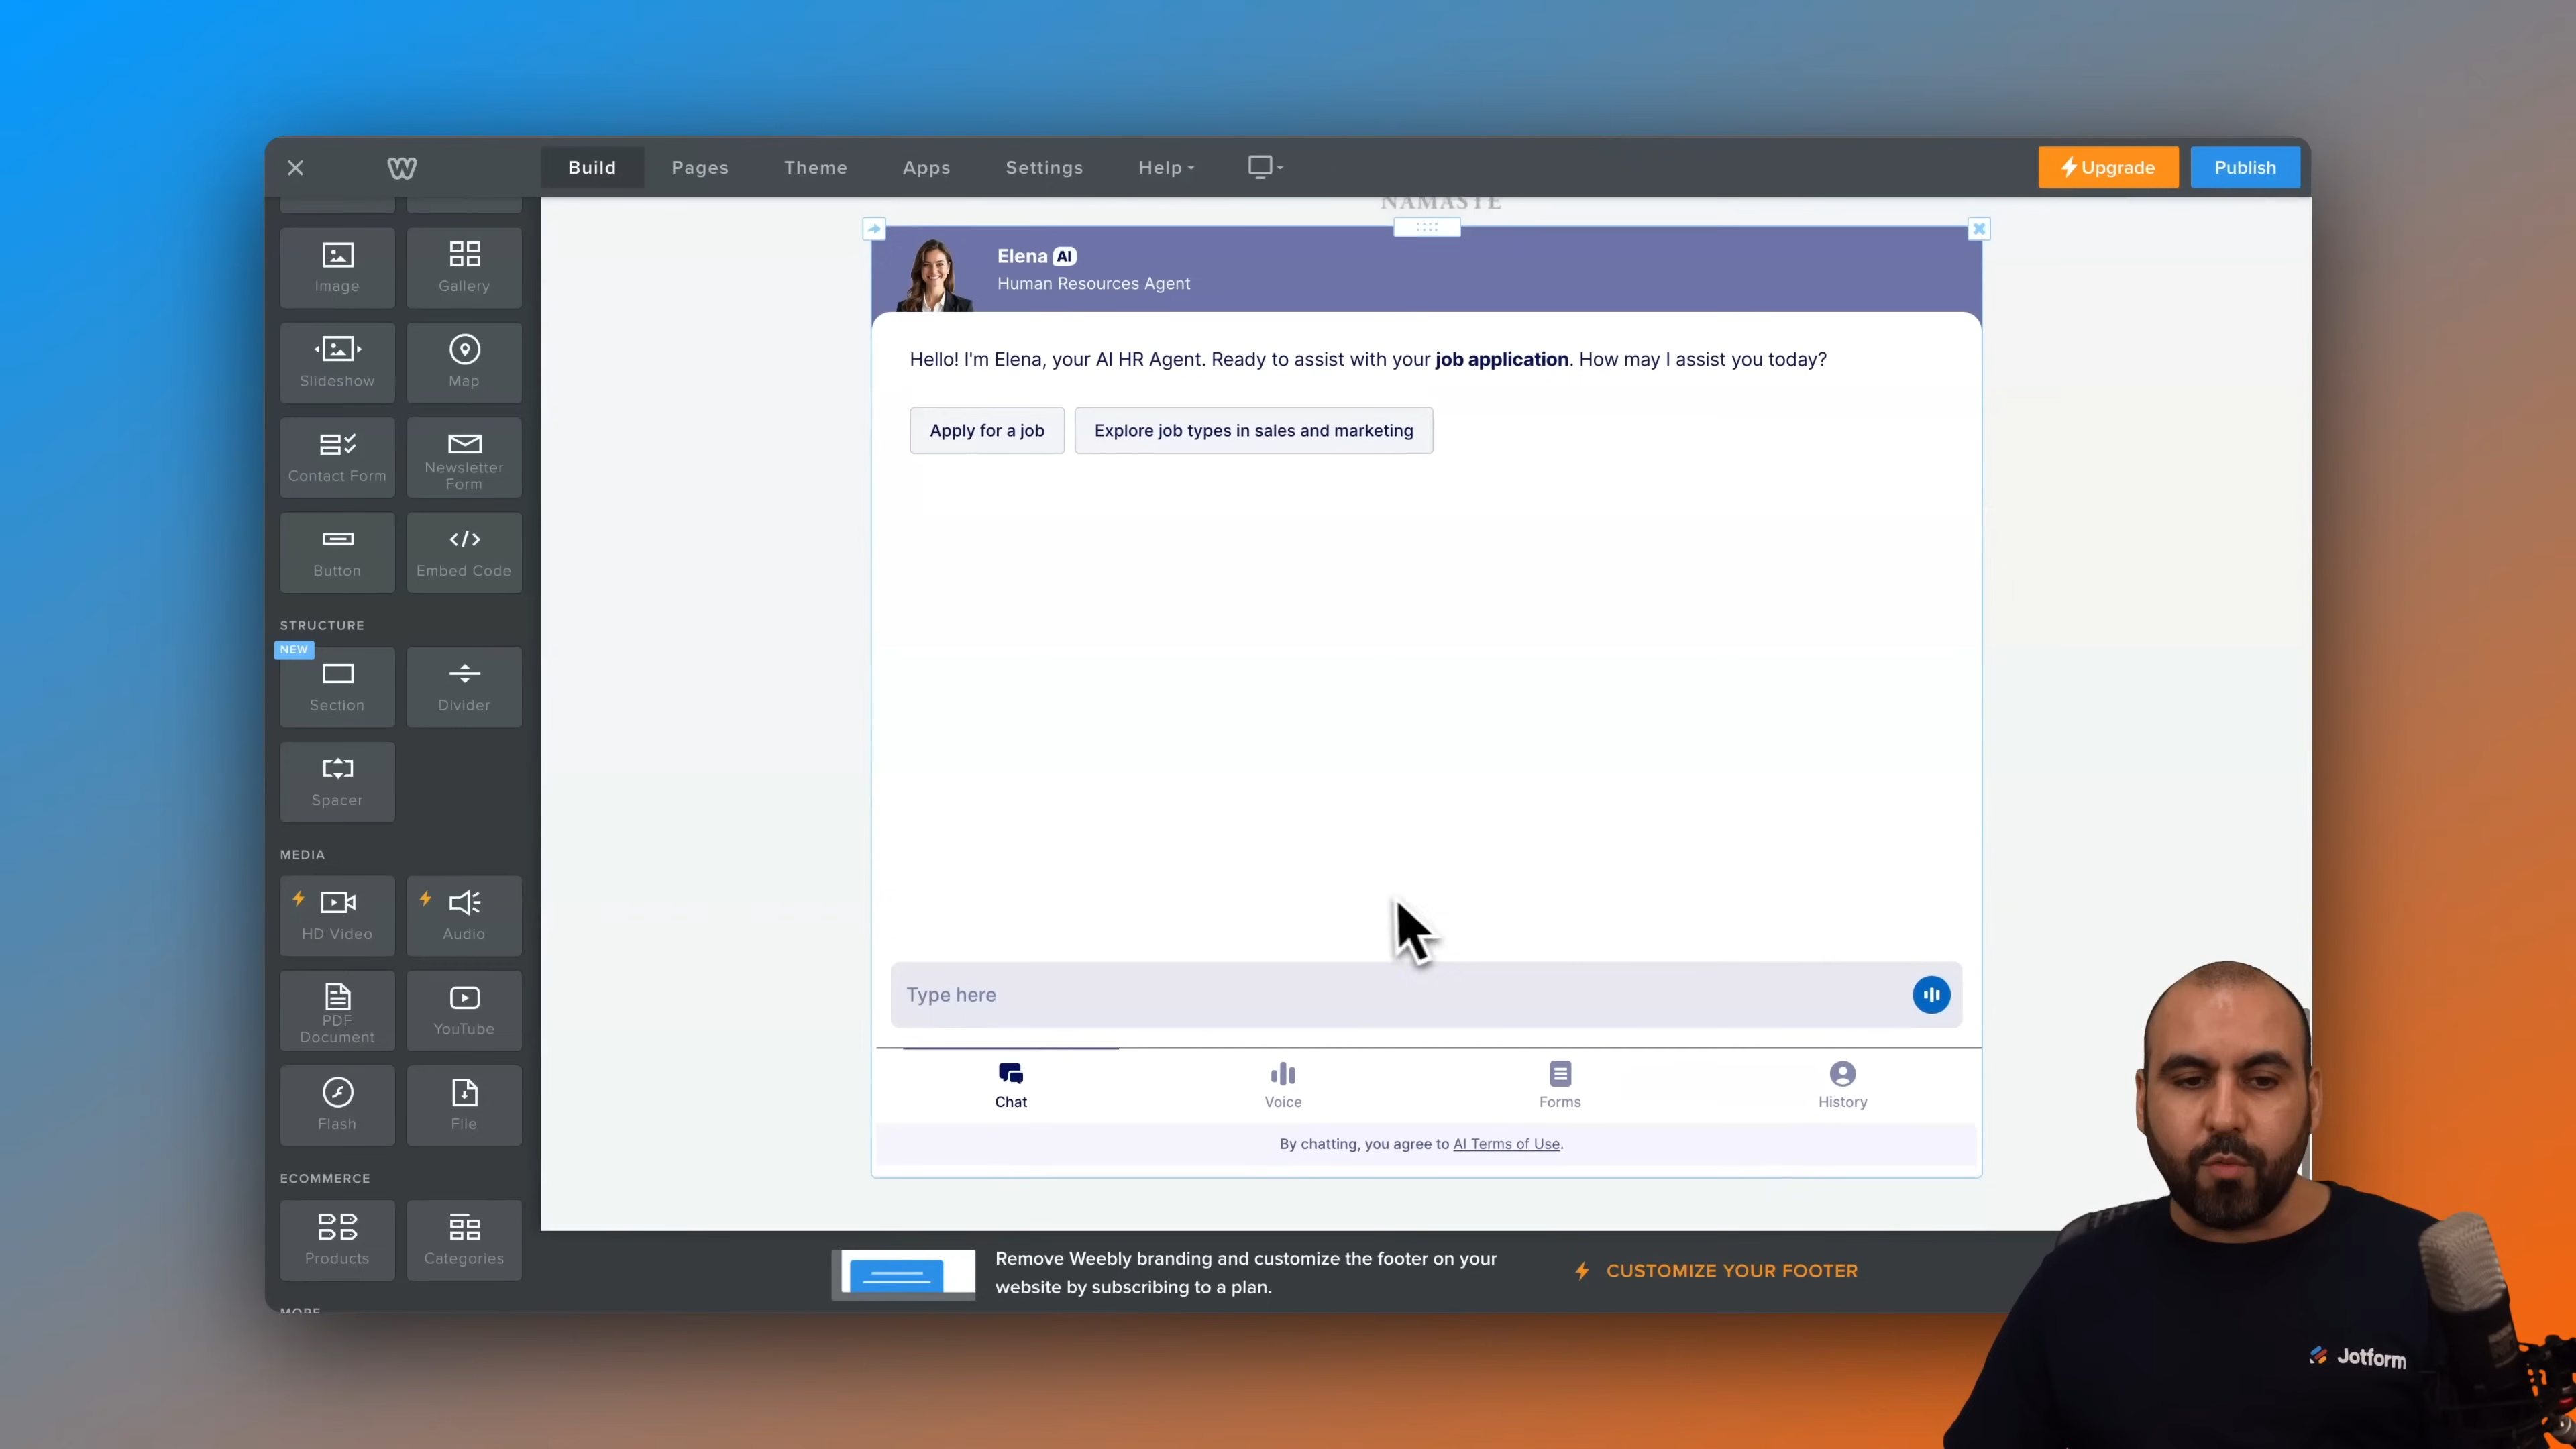 Build Pages Theme Apps Settings Help Upgrade Publish
NAMASTE
Image Gallery
Slideshow Map
Contact Form Newsletter
Form
Button Embed Code
STRUCTURE
NEW
Section Divider
Spacer
MEDIA
HD Video Audio
PDF
Document YouTube
Flash File
ECOMMERCE
Products Categories
MORE
Elena AI
Human Resources Agent
Hello! I'm Elena, your AI HR Agent. Ready to assist with your job application. How may I assist you today?
Apply for a job Explore job types in sales and marketing
Type here
Chat Voice Forms History
By chatting, you agree to AI Terms of Use.
Remove Weebly branding and customize the footer on your
website by subscribing to a plan.
CUSTOMIZE YOUR FOOTER
Jotform